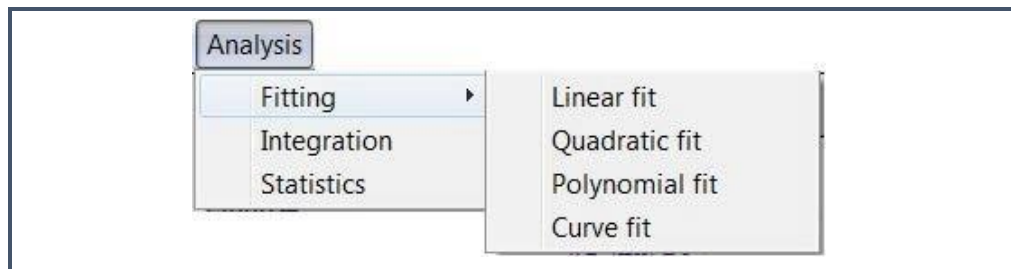 Analysis
Fitting
Integration
Statistics
Linear fit
Quadratic fit
Polynomial fit
Curve fit